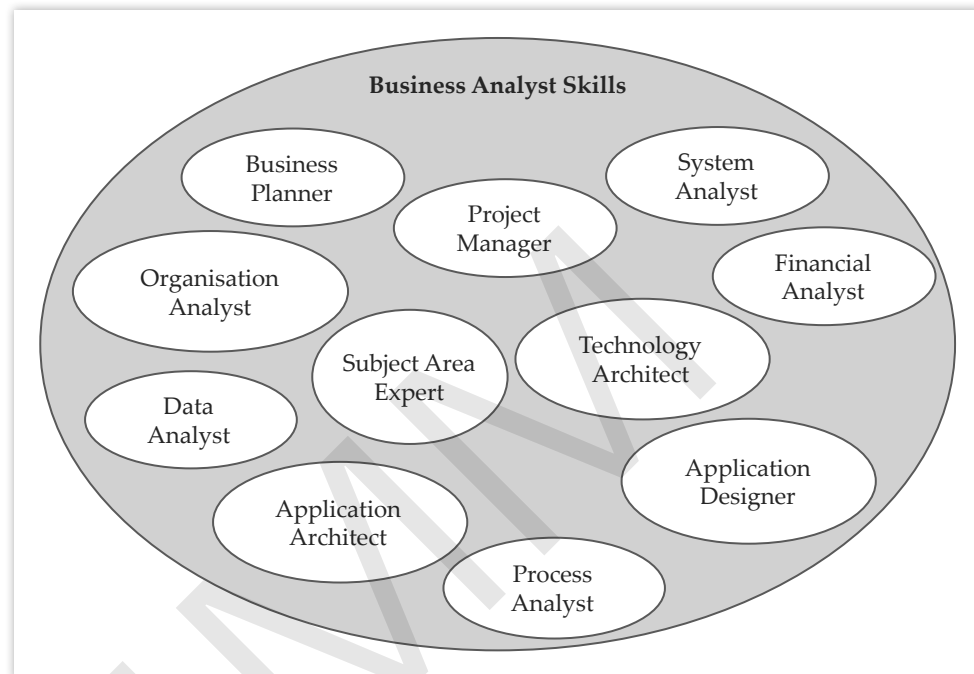 Business Analyst Skills
Business
Planner
System
Analyst
Project
Manager
Organisation
Analyst
Financial
Analyst
Subject Area
Expert
Technology
Architect
Data
Analyst
Application
Designer
Application
Architect
Process
Analyst